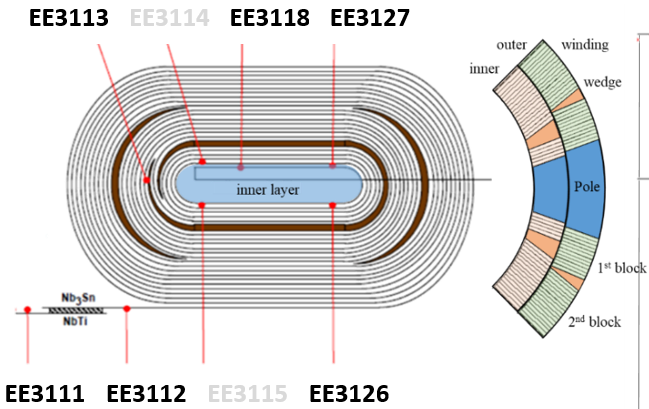 EE3113 EE3114 EE3118 EE3127
outer winding
inner
wedge
inner layer
Pole
1st block
2nd block
Nb3Sn
NbTi
EE3111 EE3112 EE3115 EE3126